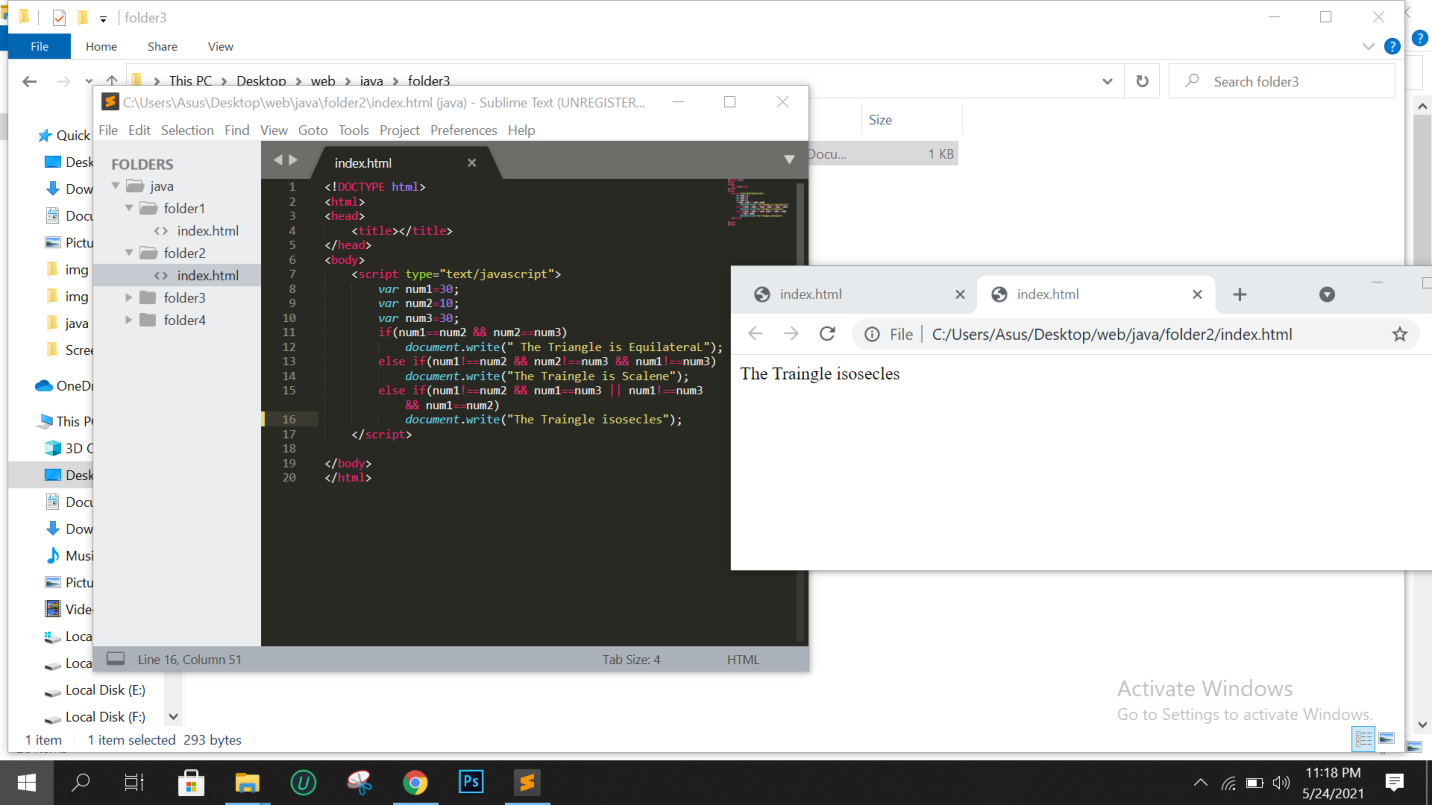 folder3
File Home Share View
This PC > Desktop > web > java > folder3
Search folder3
C:\Users\Asus\Desktop\web\java\folder2\index.html (java) - Sublime Text (UNREGISTER...
File Edit Selection Find View Goto Tools Project Preferences Help
Size
Docu... 1 KB
Quick
Desk
Dow
Docu
Pictu
img
img
java
Scree
OneDr
This P
3D O
Desk
Docu
Dow
Musi
Pictu
Video
Loca
Loca
Local Disk (E:)
Local Disk (F:)
1 item 1 item selected 293 bytes
FOLDERS
java
folder1
index.html
folder2
index.html
folder3
folder4
index.html
1 <!DOCTYPE html>
2 <html>
3 <head>
4 <title></title>
5 </head>
6 <body>
7 <script type="text/javascript">
8 var num1=30;
9 var num2=10;
10 var num3=30;
11 if(num1==num2 && num2==num3)
12 document.write(" The Triangle is EquilateraL");
13 else if(num1!==num2 && num2!==num3 && num1!==num3)
14 document.write("The Traingle is Scalene");
15 else if(num1!==num2 && num1==num3 || num1!==num3
&& num1==num2)
16 document.write("The Traingle isosecles");
17 </script>
18
19 </body>
20 </html>
Line 16, Column 51 Tab Size: 4 HTML
index.html index.html
File C:/Users/Asus/Desktop/web/java/folder2/index.html
The Traingle isosecles
Activate Windows
Go to Settings to activate Windows.
Ps
11:18 PM
5/24/2021